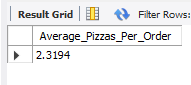 Result Grid Filter Rows:
Average_Pizzas_Per_Order
2.3194